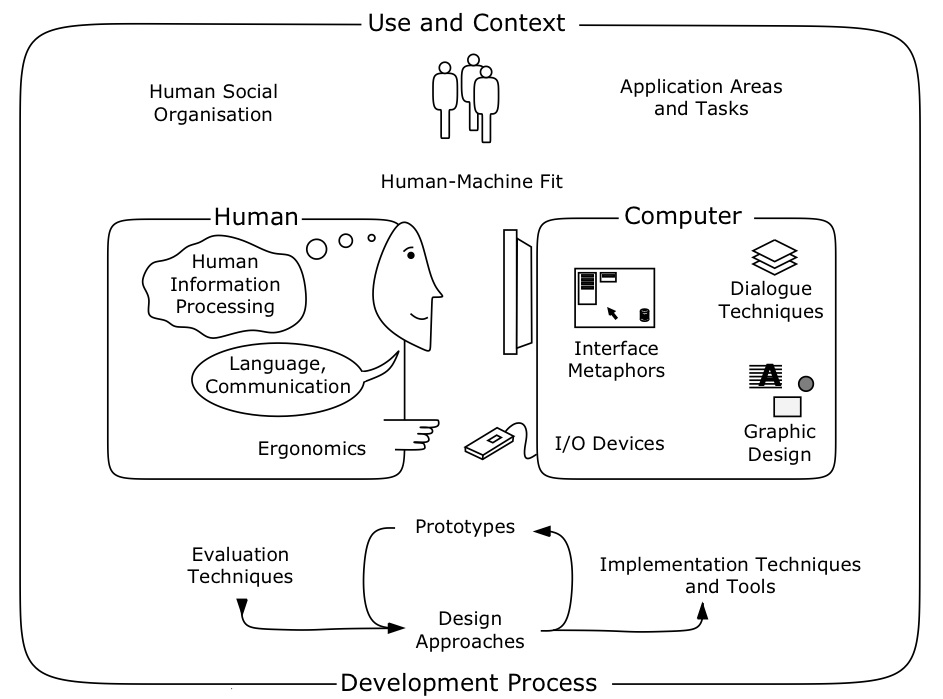 Use and Context
Human Social
Organisation
Application Areas
and Tasks
Human-Machine Fit
Human
Human
Information
Processing
Language,
Communication
Ergonomics
Computer
Dialogue
Techniques
Interface
Metaphors
A
Graphic
Design
I/O Devices
Prototypes
Evaluation
Techniques
Implementation Techniques
and Tools
Design
Approaches
Development Process